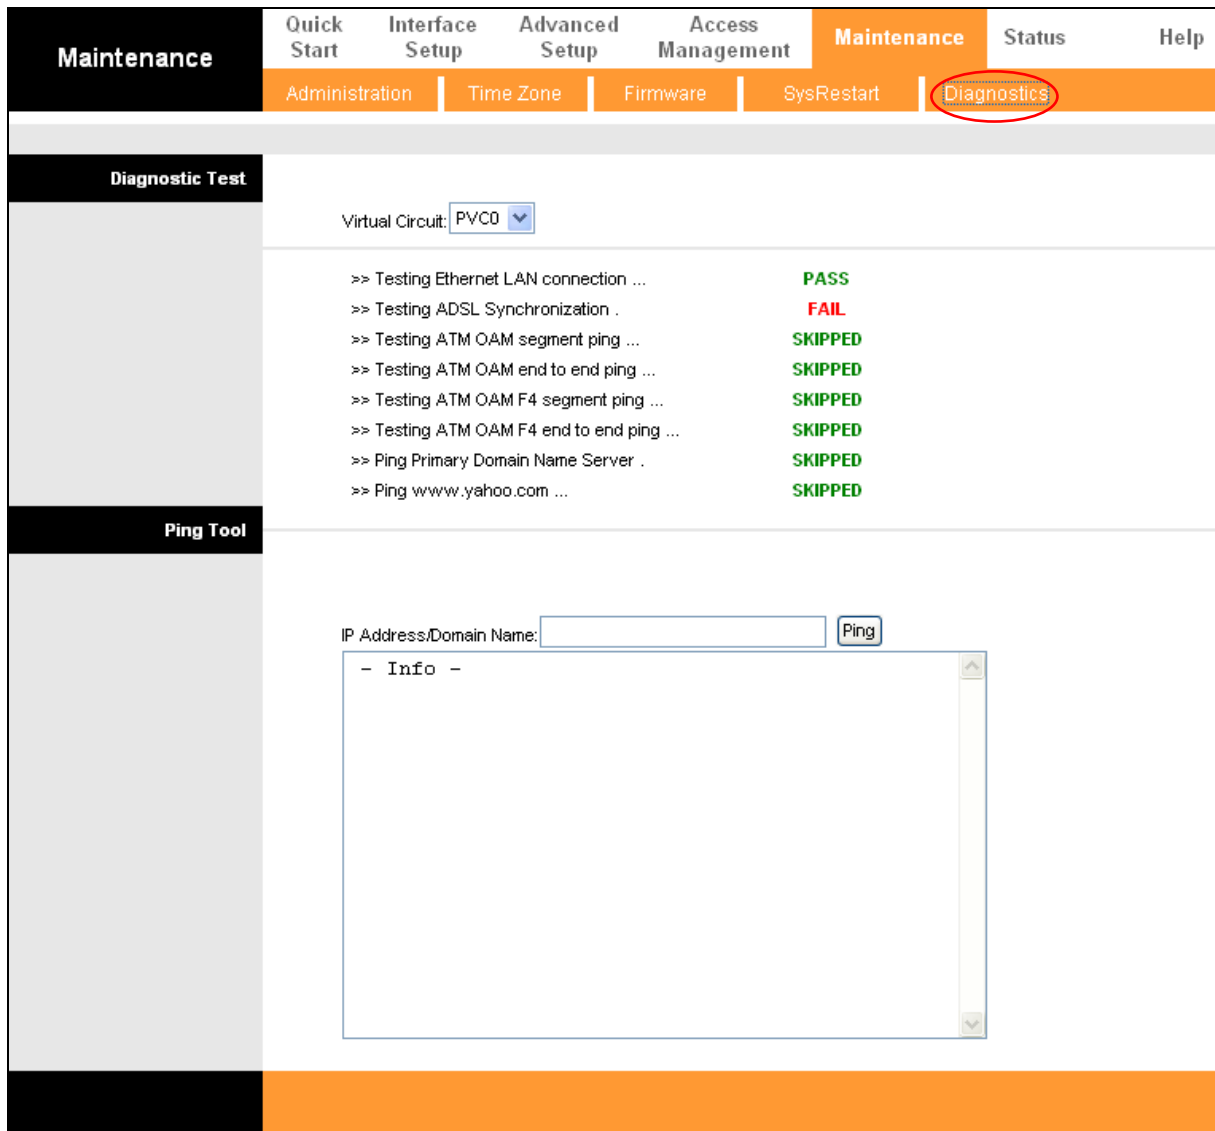 Maintenance
Quick Start
Interface Setup
Advanced Setup
Access Management
Maintenance
Status
Help
Administration
Time Zone
Firmware
SysRestart
Diagnostics
Diagnostic Test
Virtual Circuit: PVC0
>> Testing Ethernet LAN connection ... PASS
>> Testing ADSL Synchronization . FAIL
>> Testing ATM OAM segment ping ... SKIPPED
>> Testing ATM OAM end to end ping ... SKIPPED
>> Testing ATM OAM F4 segment ping ... SKIPPED
>> Testing ATM OAM F4 end to end ping ... SKIPPED
>> Ping Primary Domain Name Server . SKIPPED
>> Ping www.yahoo.com ... SKIPPED
Ping Tool
IP Address/Domain Name: Ping
- Info -